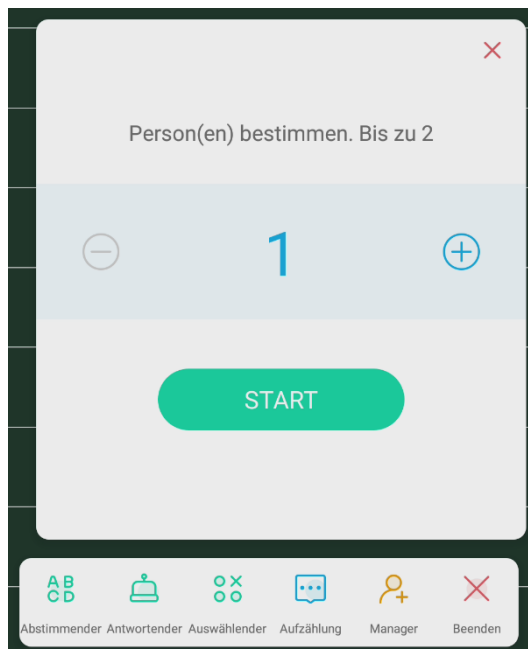 Person(en) bestimmen. Bis zu 2
1
START
AB
CD
Abstimmender Antwortender Auswählender Aufzählung Manager Beenden